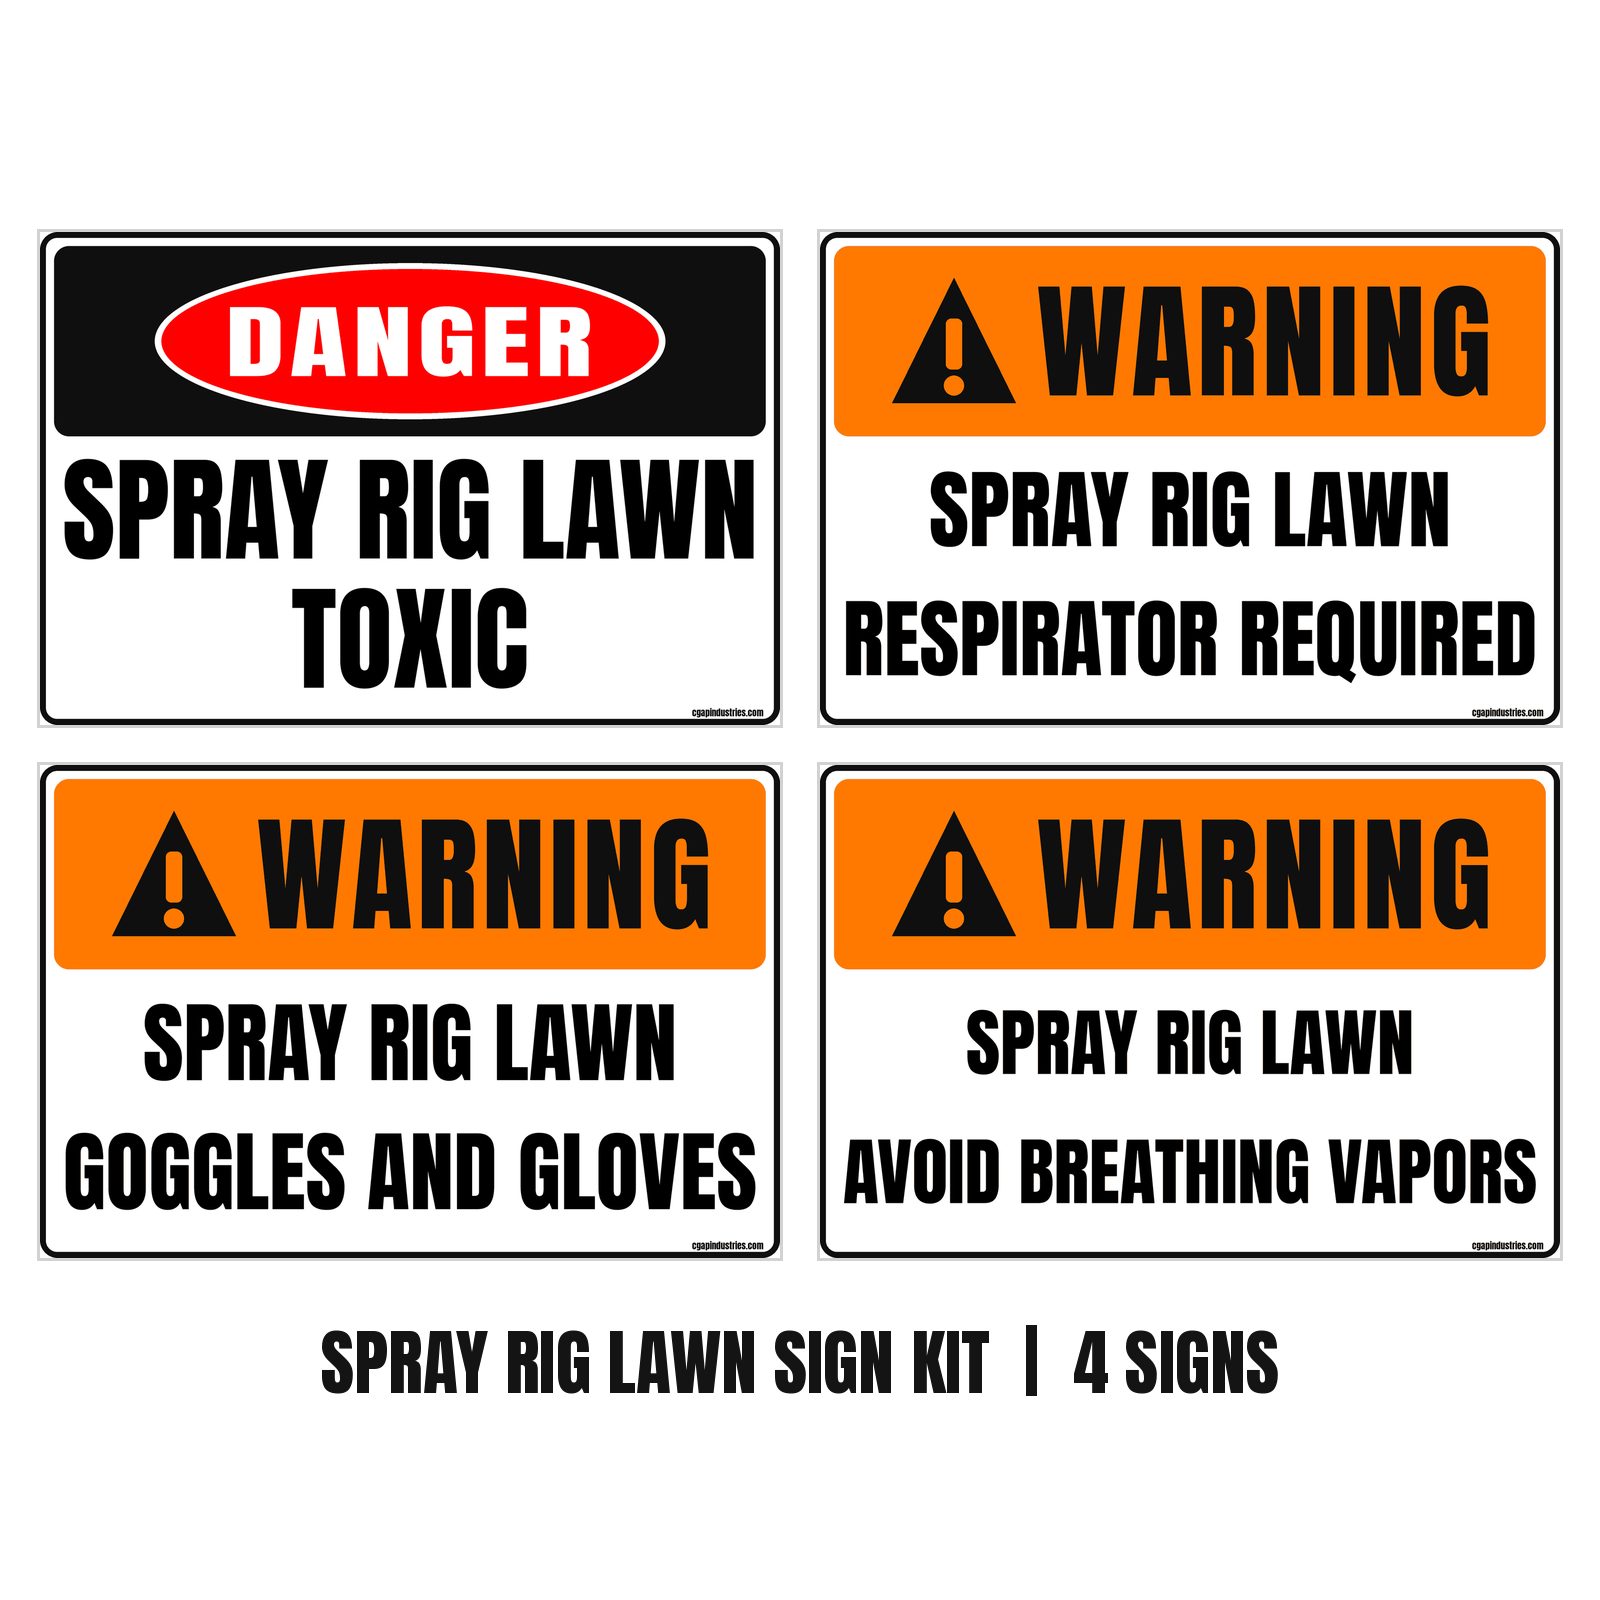 DANGER
SPRAY RIG LAWN
TOXIC
cgapindustries.com
WARNING
SPRAY RIG LAWN
RESPIRATOR REQUIRED
cgapindustries.com
WARNING
SPRAY RIG LAWN
GOGGLES AND GLOVES
cgapindustries.com
WARNING
SPRAY RIG LAWN
AVOID BREATHING VAPORS
cgapindustries.com
SPRAY RIG LAWN SIGN KIT | 4 SIGNS